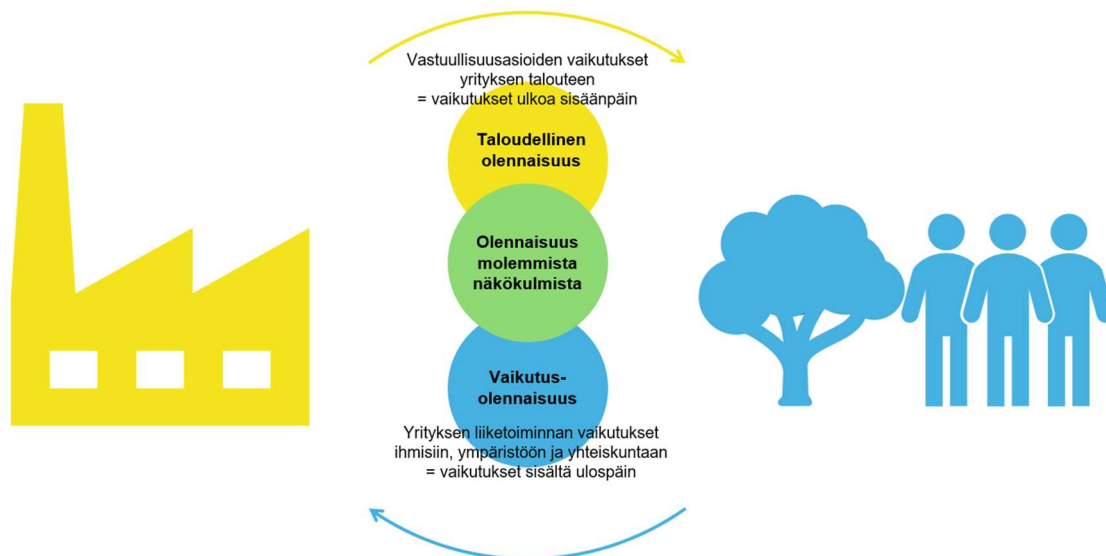 Vastuullisuusasioiden vaikutukset
yrityksen talouteen
= vaikutukset ulkoa sisäänpäin
Taloudellinen
olennaisuus
Olennaisuus
molemmista
näkökulmista
Vaikutus-
olennaisuus
Yrityksen liiketoiminnan vaikutukset
ihmisiin, ympäristöön ja yhteiskuntaan
= vaikutukset sisältä ulospäin